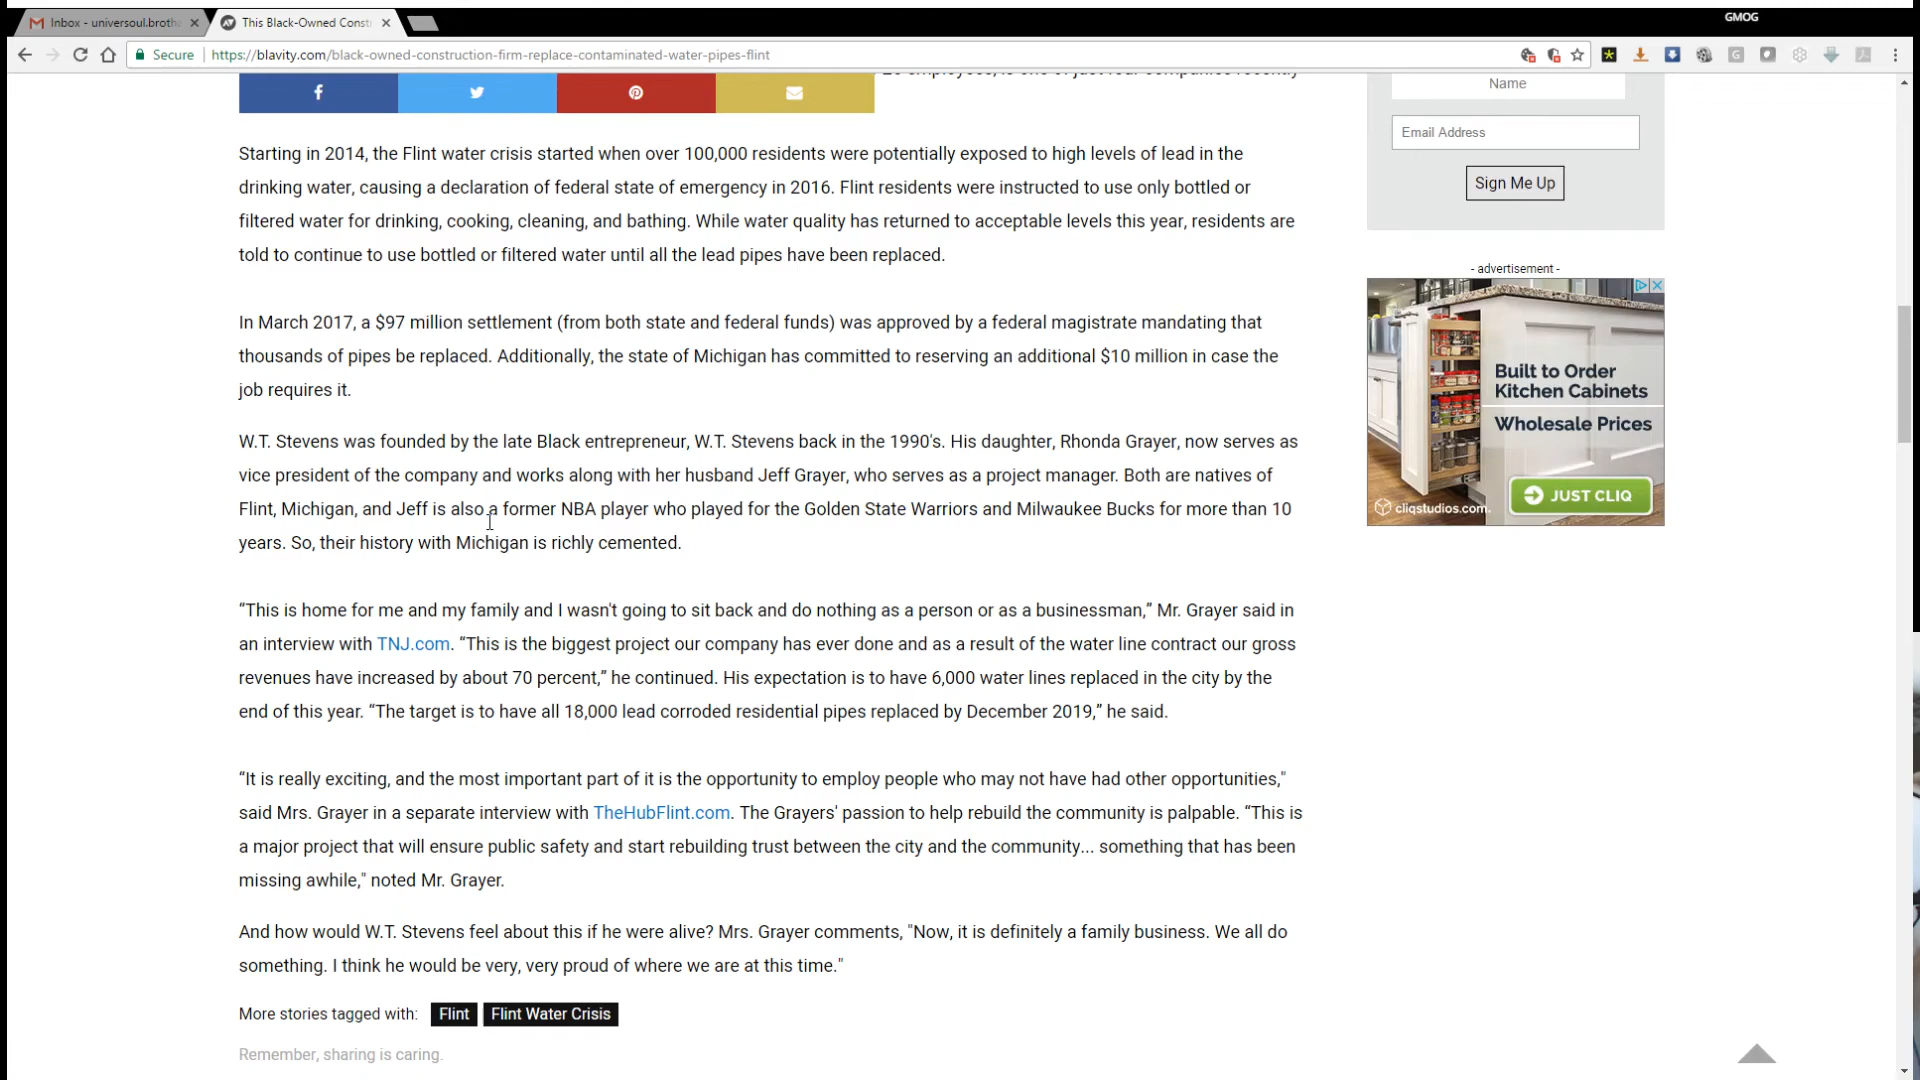 GMOG
Inbox - universoul.broth
This Black-Owned Const
Secure
https://blavity.com/black-owned-construction-firm-replace-contaminated-water-pipes-flint
Name
Email Address
Sign Me Up
Starting in 2014, the Flint water crisis started when over 100,000 residents were potentially exposed to high levels of lead in the
drinking water, causing a declaration of federal state of emergency in 2016. Flint residents were instructed to use only bottled or
filtered water for drinking, cooking, cleaning, and bathing. While water quality has returned to acceptable levels this year, residents are
told to continue to use bottled or filtered water until all the lead pipes have been replaced.
In March 2017, a $97 million settlement (from both state and federal funds) was approved by a federal magistrate mandating that
thousands of pipes be replaced. Additionally, the state of Michigan has committed to reserving an additional $10 million in case the
job requires it.
W.T. Stevens was founded by the late Black entrepreneur, W.T. Stevens back in the 1990's. His daughter, Rhonda Grayer, now serves as
vice president of the company and works along with her husband Jeff Grayer, who serves as a project manager. Both are natives of
Flint, Michigan, and Jeff is also a former NBA player who played for the Golden State Warriors and Milwaukee Bucks for more than 10
years. So, their history with Michigan is richly cemented.
“This is home for me and my family and I wasn't going to sit back and do nothing as a person or as a businessman,” Mr. Grayer said in
an interview with TNJ.com. “This is the biggest project our company has ever done and as a result of the water line contract our gross
revenues have increased by about 70 percent,” he continued. His expectation is to have 6,000 water lines replaced in the city by the
end of this year. “The target is to have all 18,000 lead corroded residential pipes replaced by December 2019,” he said.
“It is really exciting, and the most important part of it is the opportunity to employ people who may not have had other opportunities,"
said Mrs. Grayer in a separate interview with TheHubFlint.com. The Grayers' passion to help rebuild the community is palpable. “This is
a major project that will ensure public safety and start rebuilding trust between the city and the community... something that has been
missing awhile," noted Mr. Grayer.
And how would W.T. Stevens feel about this if he were alive? Mrs. Grayer comments, "Now, it is definitely a family business. We all do
something. I think he would be very, very proud of where we are at this time."
More stories tagged with: Flint Flint Water Crisis
Remember, sharing is caring.
- advertisement -
Built to Order
Kitchen Cabinets
Wholesale Prices
JUST CLIQ
cliqstudios.com